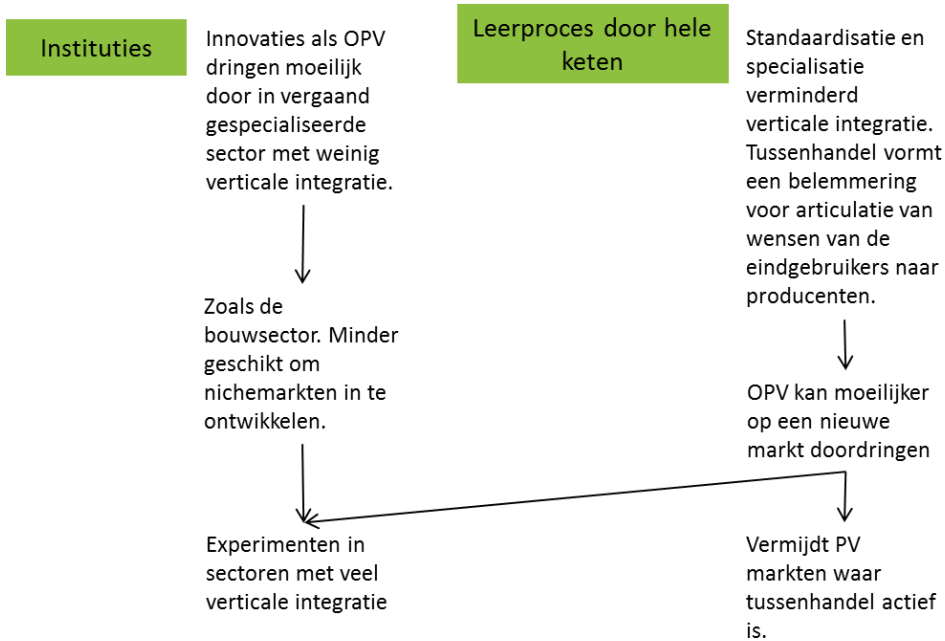 Instituties
Innovaties als OPV
dringen moeilijk
door in vergaand
gespecialiseerde
sector met weinig
verticale integratie.
Zoals de
bouwsector. Minder
geschikt om
nichemarkten in te
ontwikkelen.
Experimenten in
sectoren met veel
verticale integratie
Leerproces door hele
keten
Standaardisatie en
specialisatie
verminderd
verticale integratie.
Tussenhandel vormt
een belemmering
voor articulatie van
wensen van de
eindgebruikers naar
producenten.
OPV kan moeilijker
op een nieuwe
markt doordringen
Vermijdt PV
markten waar
tussenhandel actief
is.